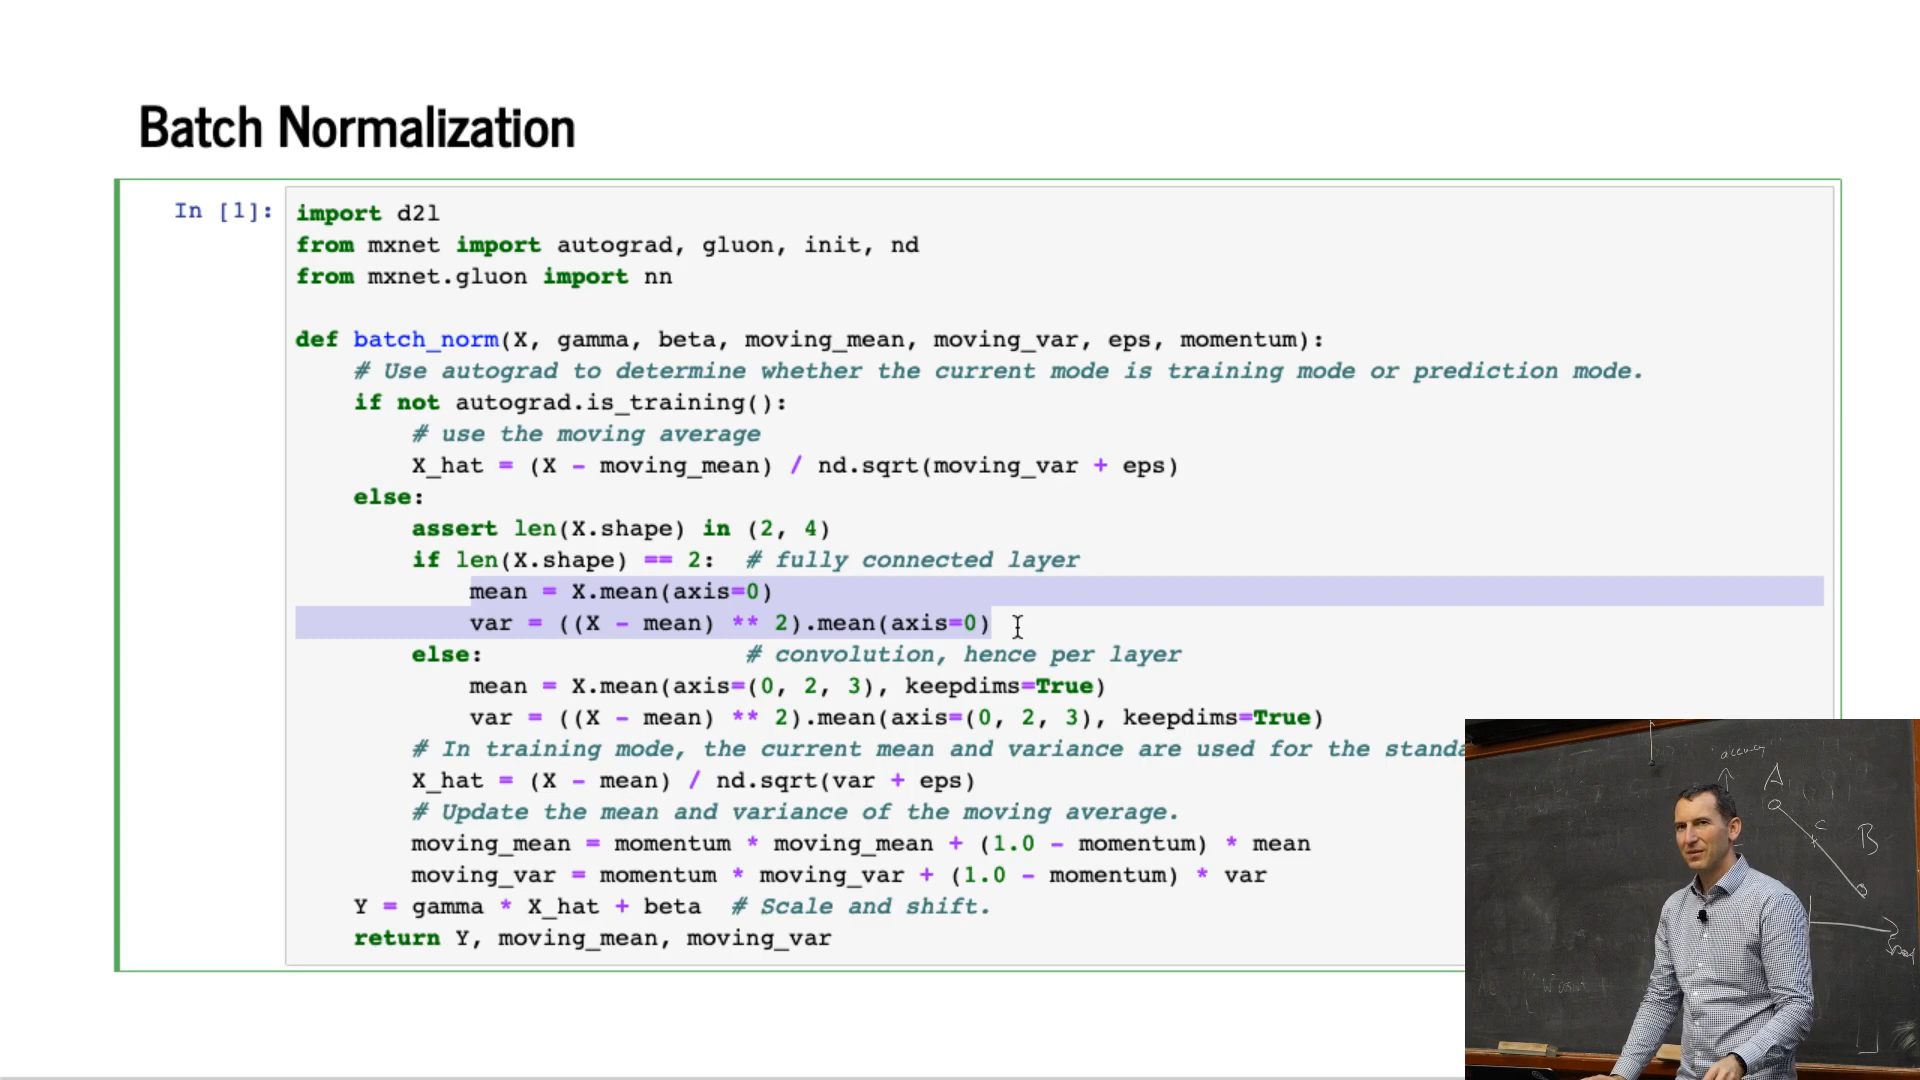 Batch Normalization
In [1]:
import d2l
from mxnet import autograd, gluon, init, nd
from mxnet.gluon import nn
def batch_norm(X, gamma, beta, moving_mean, moving_var, eps, momentum):
# Use autograd to determine whether the current mode is training mode or prediction mode.
if not autograd.is_training():
# use the moving average
X_hat = (X - moving_mean) / nd.sqrt(moving_var + eps)
else:
assert len(X.shape) in (2, 4)
if len(X.shape) == 2: # fully connected layer
mean = X.mean(axis=0)
var = ((X - mean) ** 2).mean(axis=0)
else: # convolution, hence per layer
mean = X.mean(axis=(0, 2, 3), keepdims=True)
var = ((X - mean) ** 2).mean(axis=(0, 2, 3), keepdims=True)
# In training mode, the current mean and variance are used for the standa
X_hat = (X - mean) / nd.sqrt(var + eps)
# Update the mean and variance of the moving average.
moving_mean = momentum * moving_mean + (1.0 - momentum) * mean
moving_var = momentum * moving_var + (1.0 - momentum) * var
Y = gamma * X_hat + beta # Scale and shift.
return Y, moving_mean, moving_var
accuracy
A
C
B